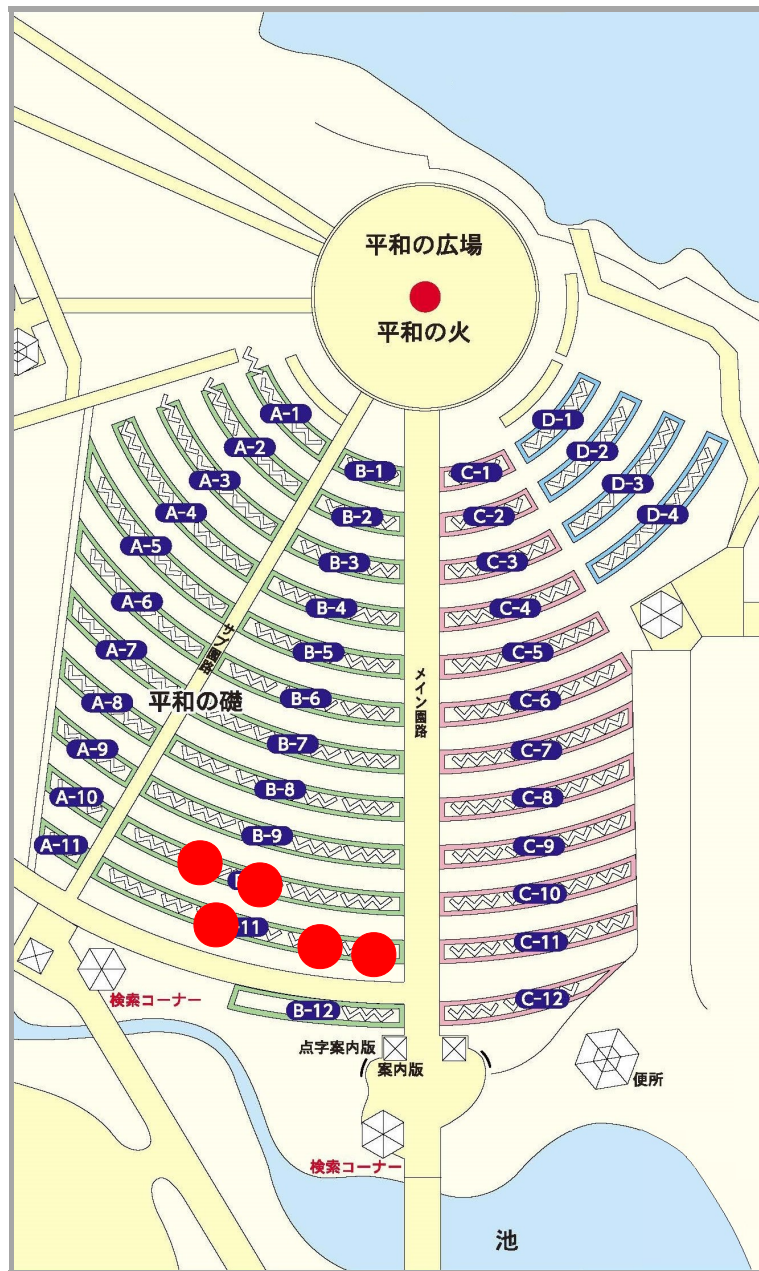 平和の広場
平和の火
A-1
A-2
A-3
A-4
A-5
A-6
A-7
A-8
A-9
A-10
A-11
B-1
B-2
B-3
B-4
B-5
B-6
B-7
B-8
B-9
-11
B-12
C-1
C-2
C-3
C-4
C-5
C-6
C-7
C-8
C-9
C-10
C-11
C-12
D-1
D-2
D-3
D-4
サブ園路
メイン園路
平和の礎
検索コーナー
点字案内版
案内版
便所
検索コーナー
池